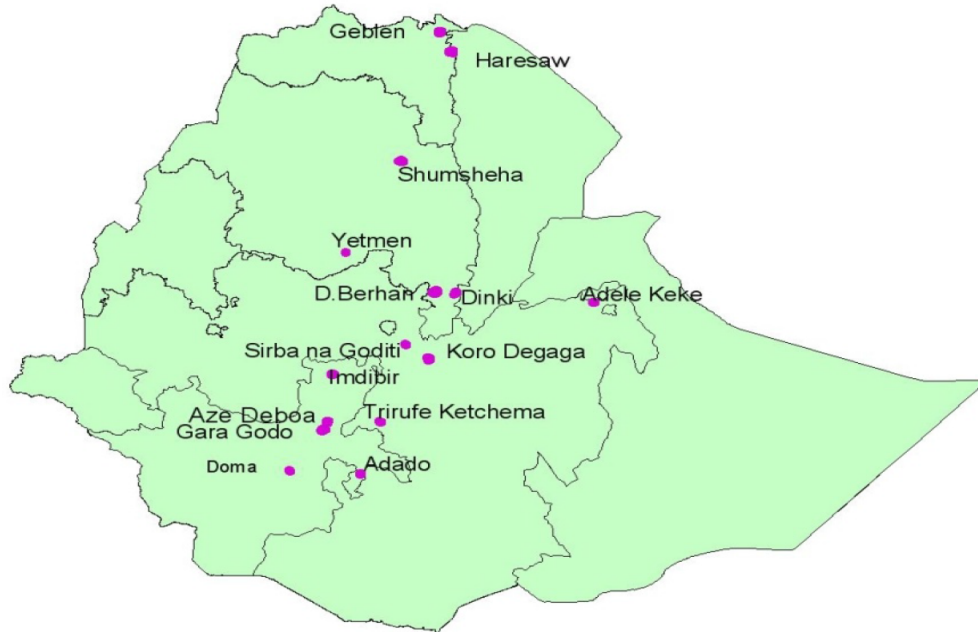 Geblen
Haresaw
Shumsheha
Yetmen
D.Berhan
Dinki
Adele Keke
Sirba na Goditi
Koro Degaga
Imdibir
Aze Deboa
Trirufe Ketchema
Gara Godo
Doma
Adado